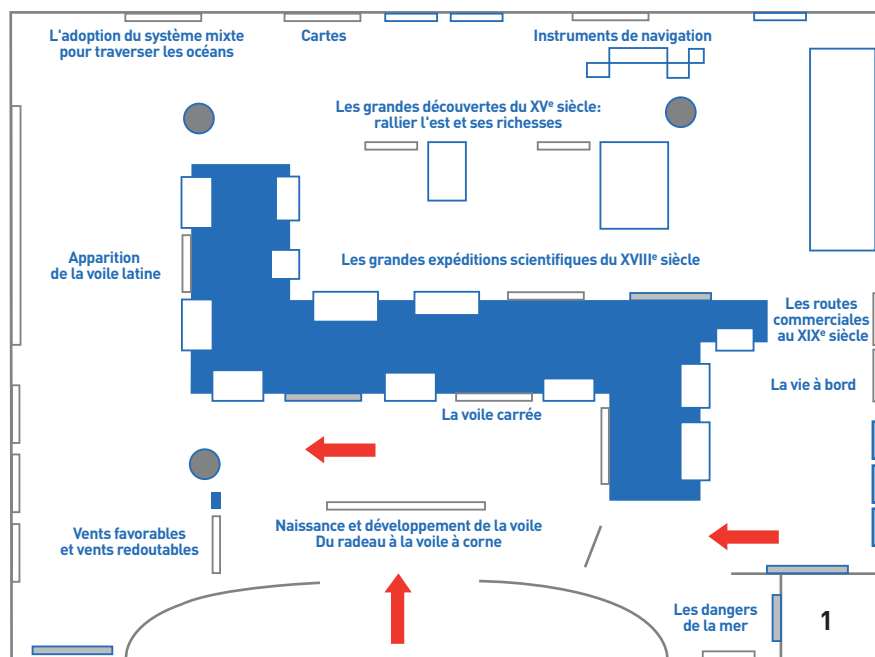 L'adoption du système mixte
pour traverser les océans
Cartes
Instruments de navigation
Les grandes découvertes du XVe siècle:
rallier l'est et ses richesses
Apparition
de la voile latine
Les grandes expéditions scientifiques du XVIIIe siècle
Les routes
commerciales
au XIXe siècle
La vie à bord
La voile carrée
Vents favorables
et vents redoutables
Naissance et développement de la voile
Du radeau à la voile à corne
Les dangers
de la mer
1